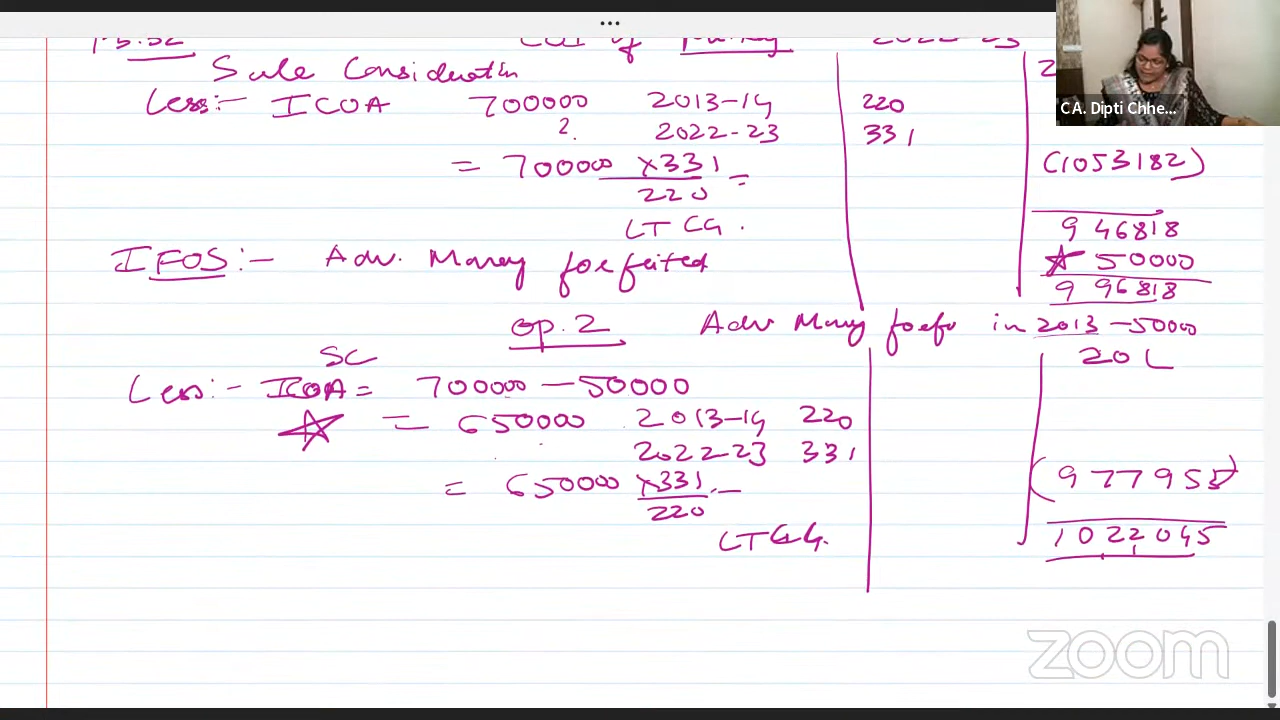 Sale Consideration
Less:- ICOA 700000 2013-14 220
2. 2022-23 331
= 700000 x331 = (1053182)
220
LTCG. 946818
IFOS:- Adv. Money forfeited 50000
996818
op.2 Adv Money forfe in 2013-50000
SC 20 L
Less:- ICOA = 700000 - 50000
= 650000 2013-14 220
2022-23 331
= 650000 x331 (977955)
220
LTCG. 1022045
CA. Dipti Chhe...
zoom